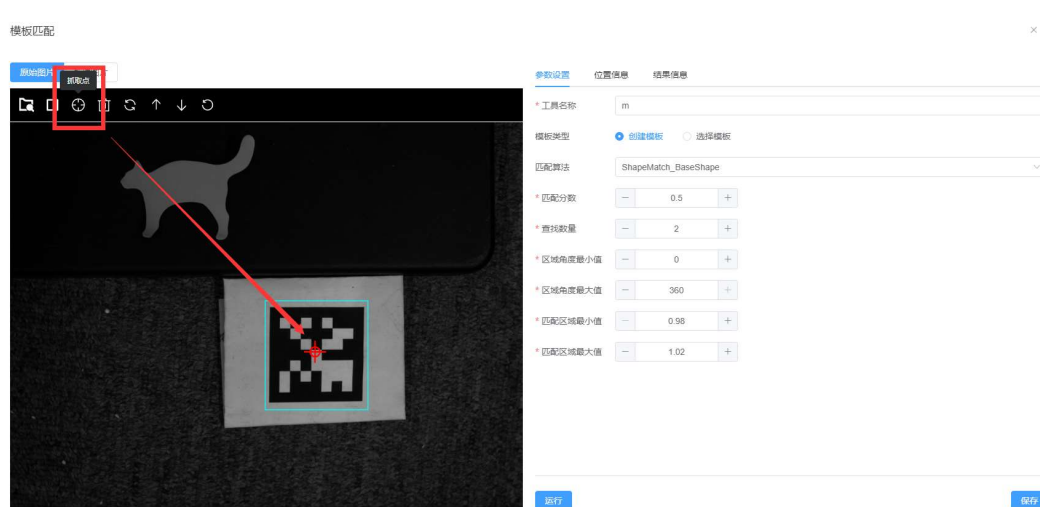 模板匹配
原始图片
抓取点
参数设置 位置信息 结果信息
* 工具名称 m
模板类型 创建模板 选择模板
匹配算法 ShapeMatch_BaseShape
* 匹配分数 0.5
* 查找数量 2
* 区域角度最小值 0
* 区域角度最大值 360
* 匹配区域最小值 0.98
* 匹配区域最大值 1.02
运行 保存